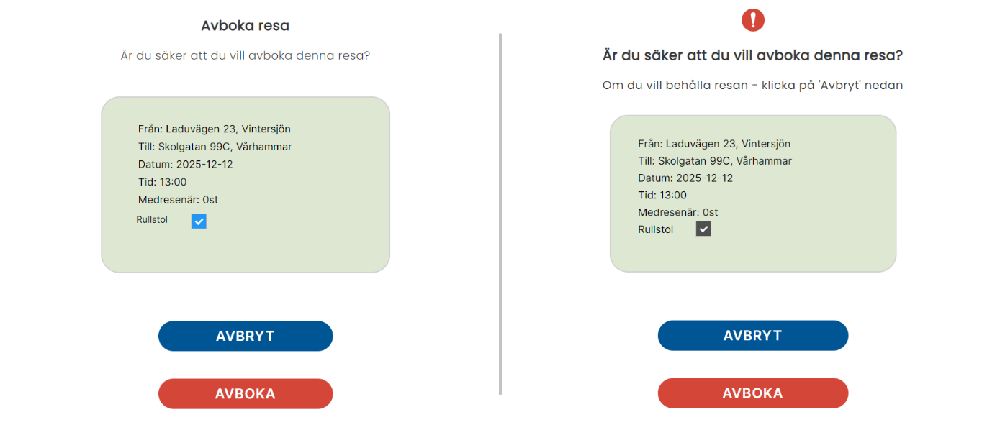 Avboka resa
Är du säker att du vill avboka denna resa?
Från: Laduvägen 23, Vintersjön
Till: Skolgatan 99C, Vårhammar
Datum: 2025-12-12
Tid: 13:00
Medresenär: 0st
Rullstol
AVBRYT
AVBOKA
Är du säker att du vill avboka denna resa?
Om du vill behålla resan - klicka på 'Avbryt' nedan
Från: Laduvägen 23, Vintersjön
Till: Skolgatan 99C, Vårhammar
Datum: 2025-12-12
Tid: 13:00
Medresenär: 0st
Rullstol
AVBRYT
AVBOKA